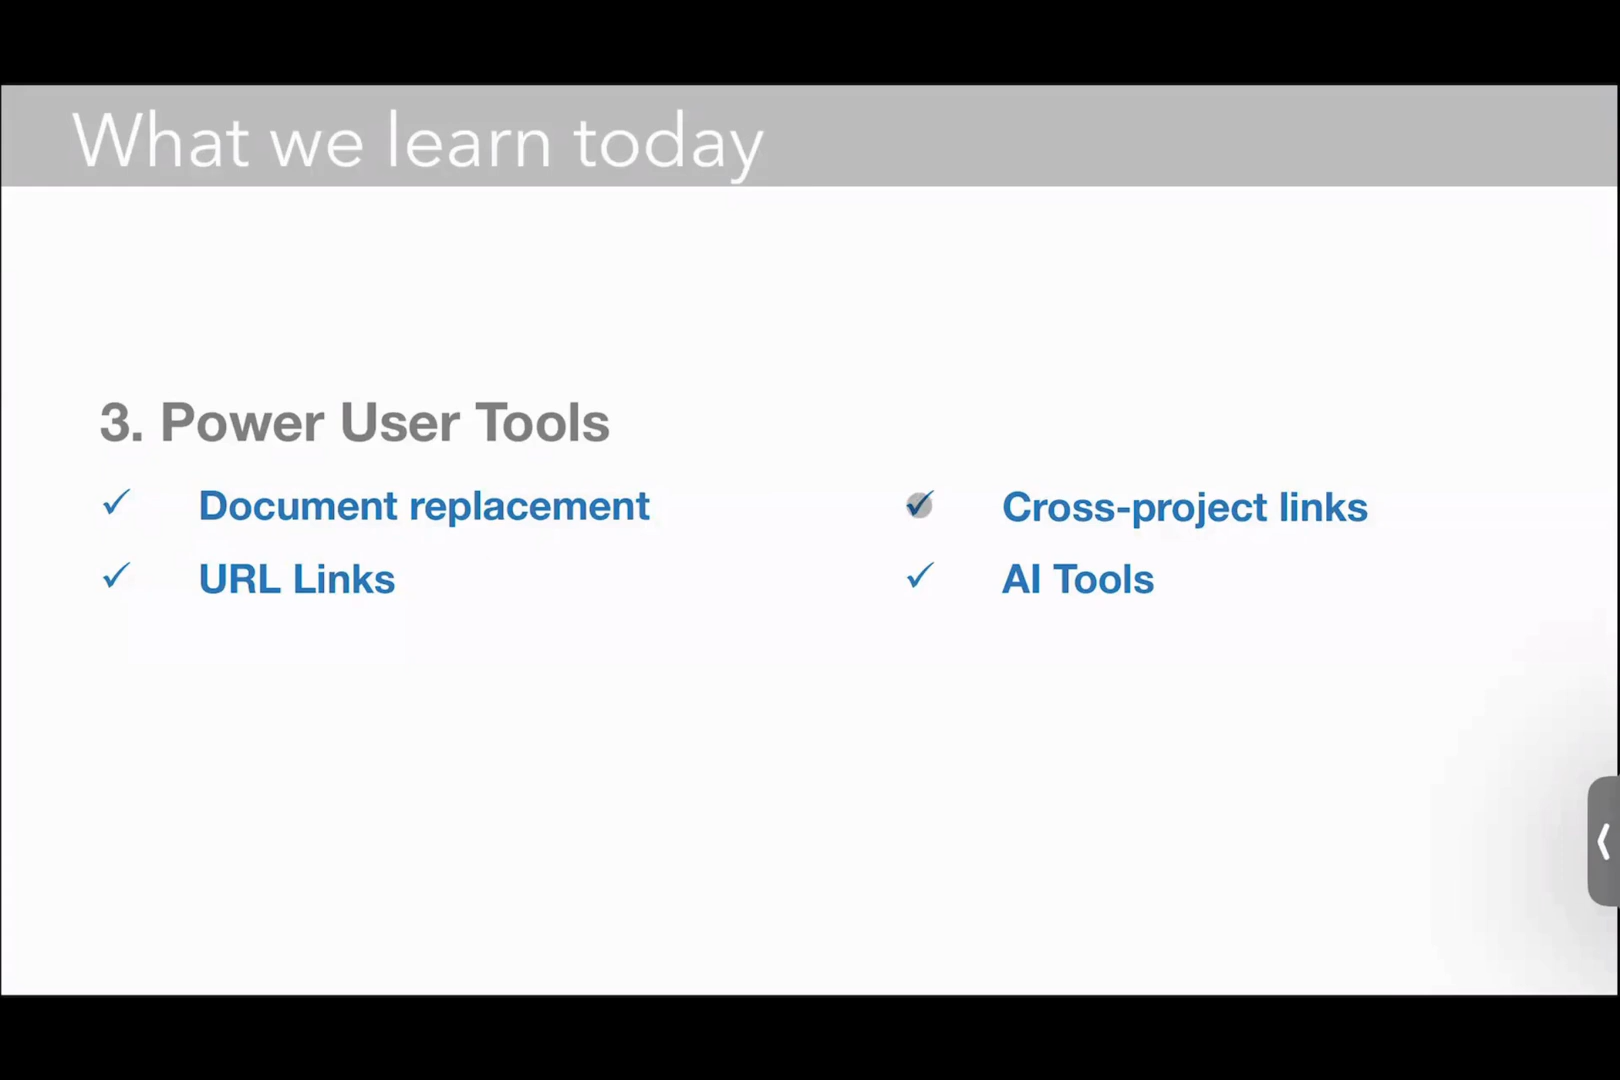 What we learn today
3. Power User Tools
✓ Document replacement
✓ URL Links
✓ Cross-project links
✓ AI Tools